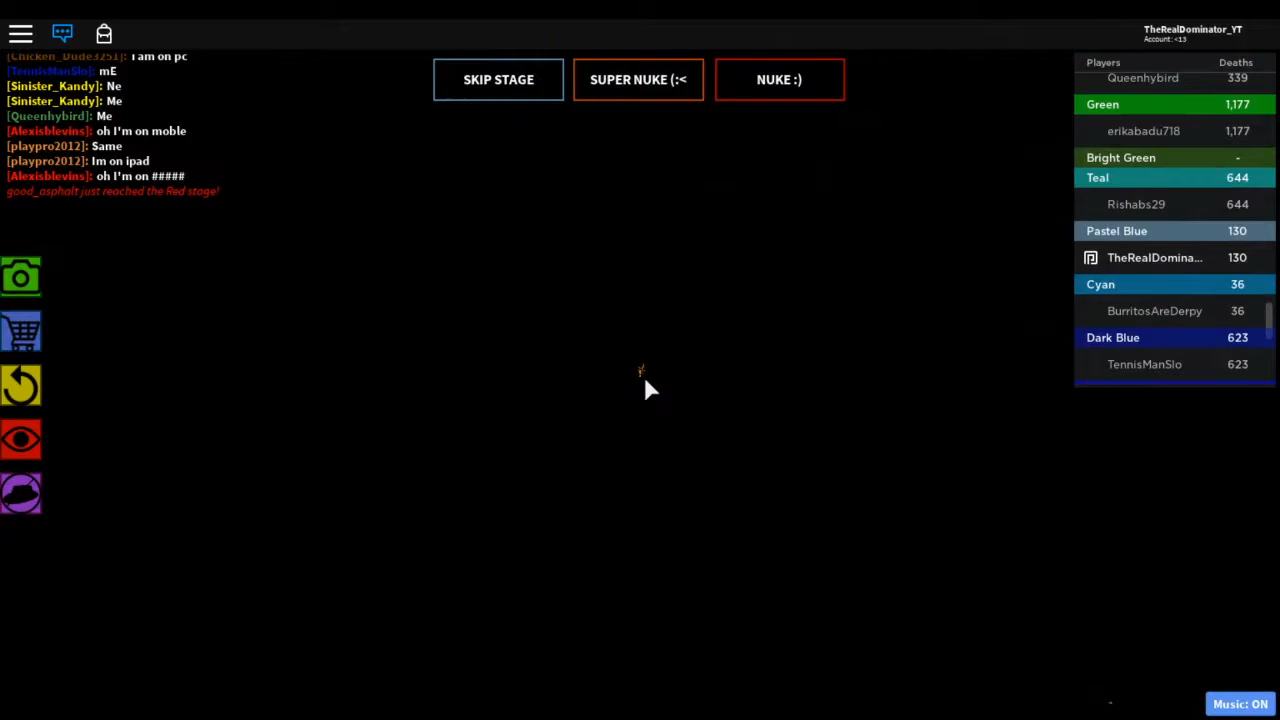 TheRealDominator_YT
Account: <13
[Chicken_Dude3251]: I am on pc
[TennisManSlo]: mE
[Sinister_Kandy]: Ne
[Sinister_Kandy]: Me
[Queenhybird]: Me
[Alexisblevins]: oh I'm on moble
[playpro2012]: Same
[playpro2012]: Im on ipad
[Alexisblevins]: oh I'm on #####
good_asphalt just reached the Red stage!
SKIP STAGE
SUPER NUKE (:<
NUKE :)
Players Deaths
Queenhybird 339
Green 1,177
erikabadu718 1,177
Bright Green -
Teal 644
Rishabs29 644
Pastel Blue 130
TheRealDomina... 130
Cyan 36
BurritosAreDerpy 36
Dark Blue 623
TennisManSlo 623
Music: ON